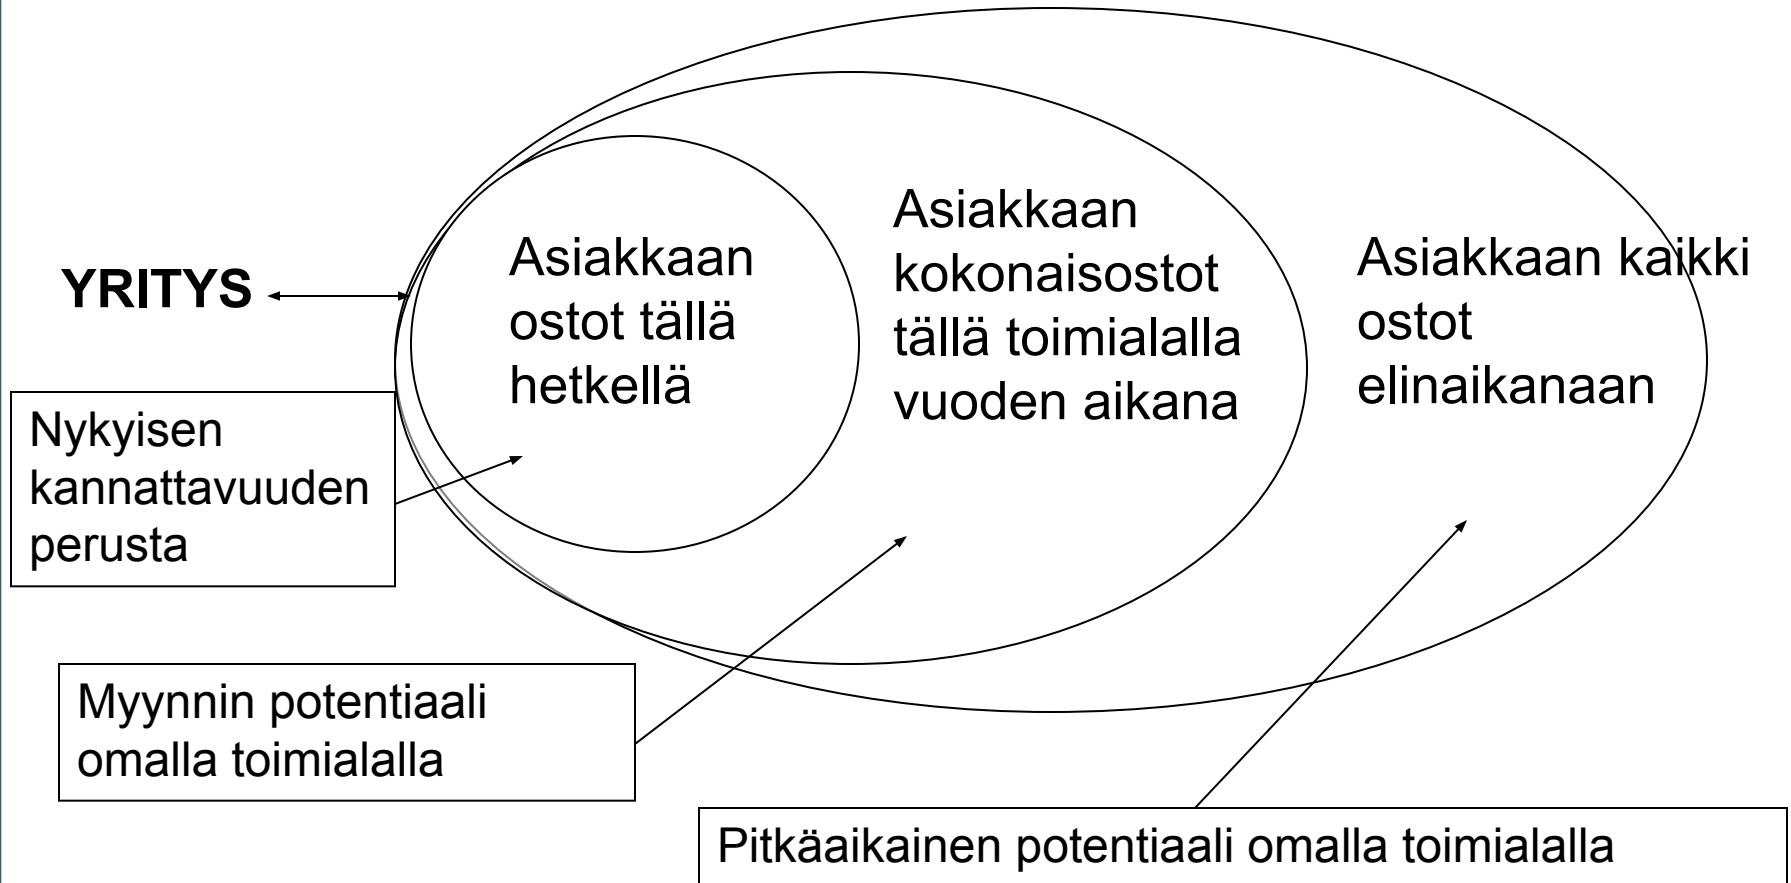 YRITYS
Asiakkaan
ostot tällä
hetkellä
Asiakkaan
kokonaisostot
tällä toimialalla
vuoden aikana
Asiakkaan kaikki
ostot
elinaikanaan
Nykyisen
kannattavuuden
perusta
Myynnin potentiaali
omalla toimialalla
Pitkäaikainen potentiaali omalla toimialalla